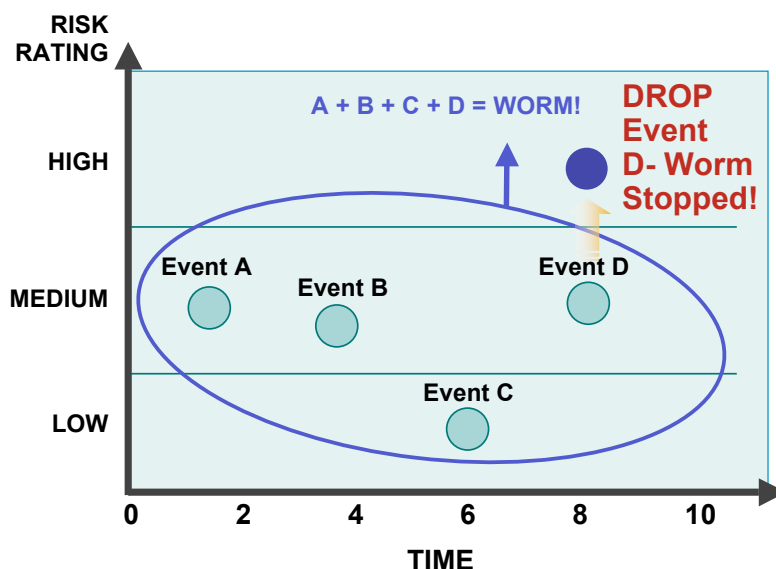 RISK
RATING
A + B + C + D = WORM!
DROP
Event
D- Worm
Stopped!
HIGH
Event A
Event B
Event D
MEDIUM
Event C
LOW
0 2 4 6 8 10
TIME